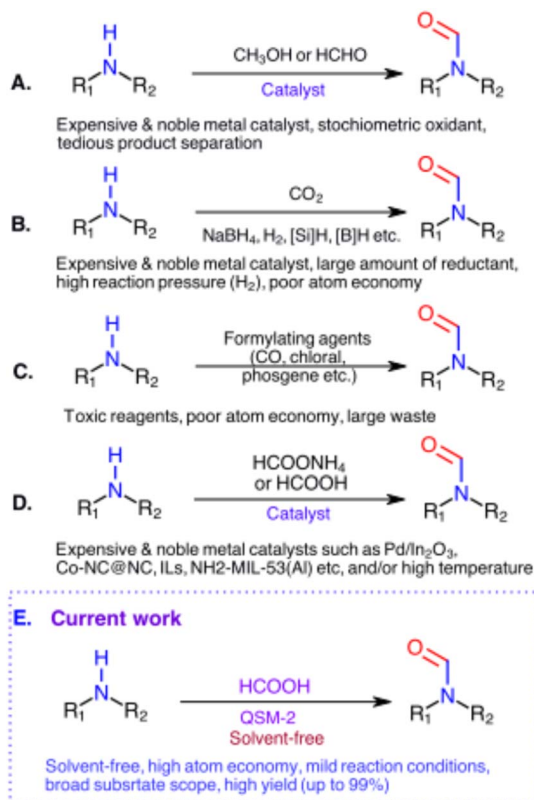 H
N
R1 R2
CH3OH or HCHO
Catalyst
O
N
R1 R2
A.
Expensive & noble metal catalyst, stochiometric oxidant,
tedious product separation
H
N
R1 R2
CO2
NaBH4, H2, [Si]H, [B]H etc.
O
N
R1 R2
B.
Expensive & noble metal catalyst, large amount of reductant,
high reaction pressure (H2), poor atom economy
H
N
R1 R2
Formylating agents
(CO, chloral,
phosgene etc.)
O
N
R1 R2
C.
Toxic reagents, poor atom economy, large waste
H
N
R1 R2
HCOONH4
or HCOOH
Catalyst
O
N
R1 R2
D.
Expensive & noble metal catalysts such as Pd/In2O3,
Co-NC@NC, ILs, NH2-MIL-53(Al) etc, and/or high temperature
E. Current work
H
N
R1 R2
HCOOH
QSM-2
Solvent-free
O
N
R1 R2
Solvent-free, high atom economy, mild reaction conditions,
broad subsrtate scope, high yield (up to 99%)